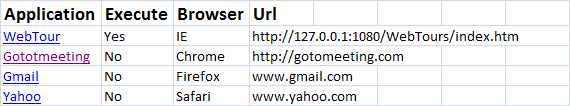 Application Execute Browser Url
WebTour Yes IE http://127.0.0.1:1080/WebTours/index.htm
Gototmeeting No Chrome http://gotomeeting.com
Gmail No Firefox www.gmail.com
Yahoo No Safari www.yahoo.com